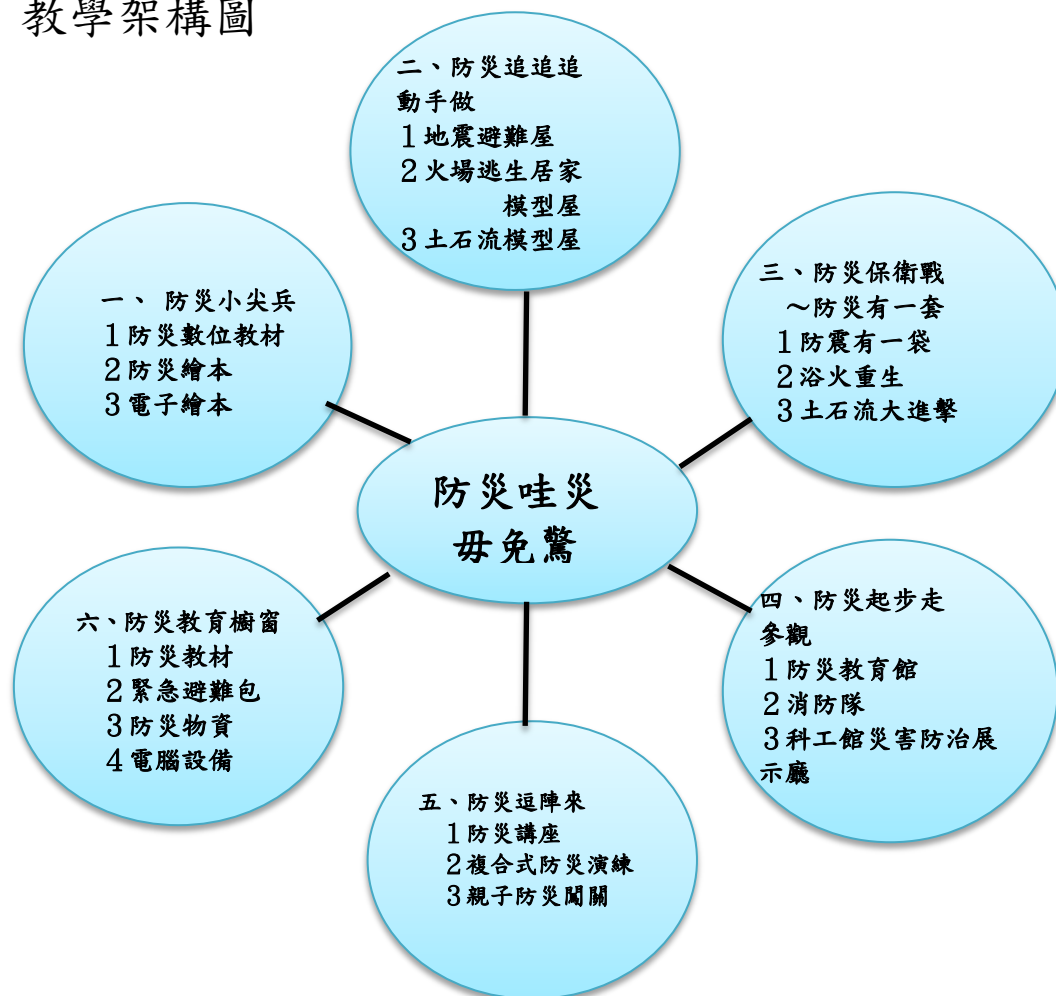 教學架構圖
一、 防災小尖兵
1防災數位教材
2防災繪本
3電子繪本
二、防災追追追
動手做
1地震避難屋
2火場逃生居家
模型屋
3土石流模型屋
三、防災保衛戰
～防災有一套
1防震有一袋
2浴火重生
3土石流大進擊
防災哇災
毋免驚
四、防災起步走
參觀
1防災教育館
2消防隊
3科工館災害防治展
示廳
五、防災逗陣來
1防災講座
2複合式防災演練
3親子防災闖關
六、防災教育櫥窗
1防災教材
2緊急避難包
3防災物資
4電腦設備